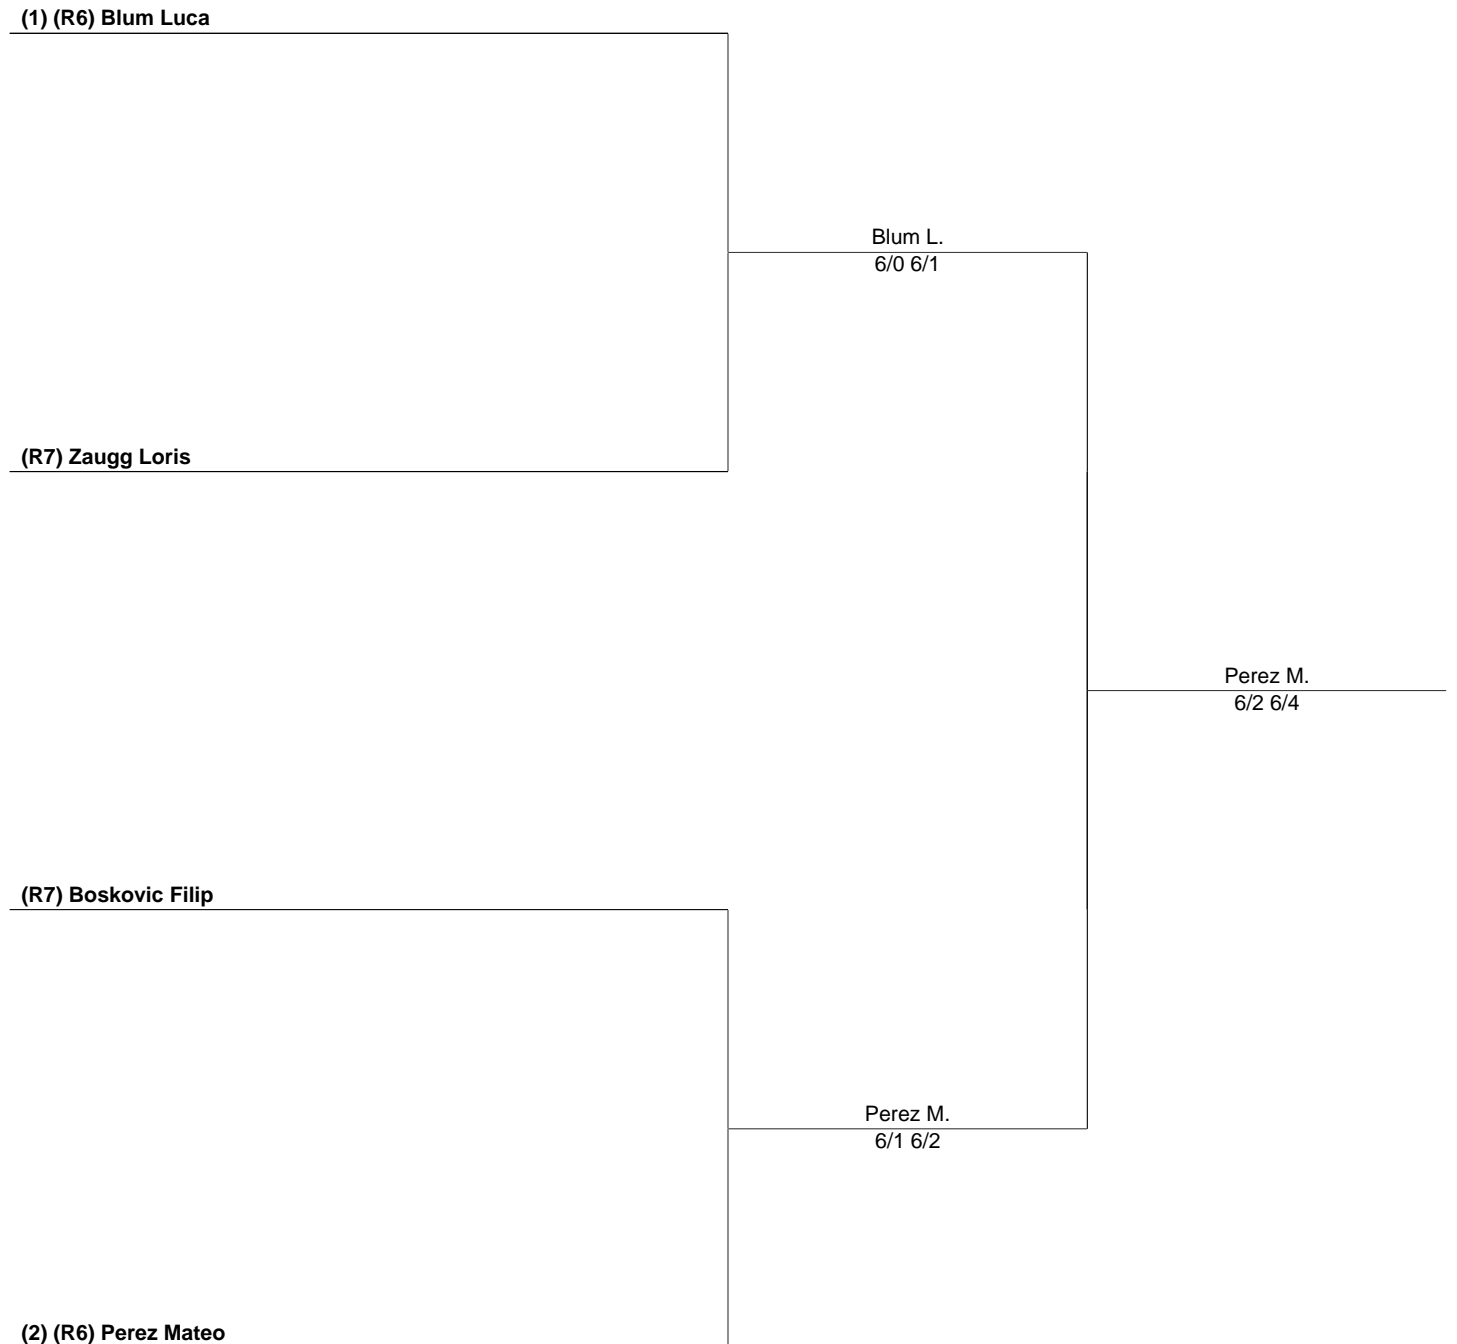 (1) (R6) Blum Luca
Blum L.
6/0 6/1
(R7) Zaugg Loris
Perez M.
6/2 6/4
(R7) Boskovic Filip
Perez M.
6/1 6/2
(2) (R6) Perez Mateo